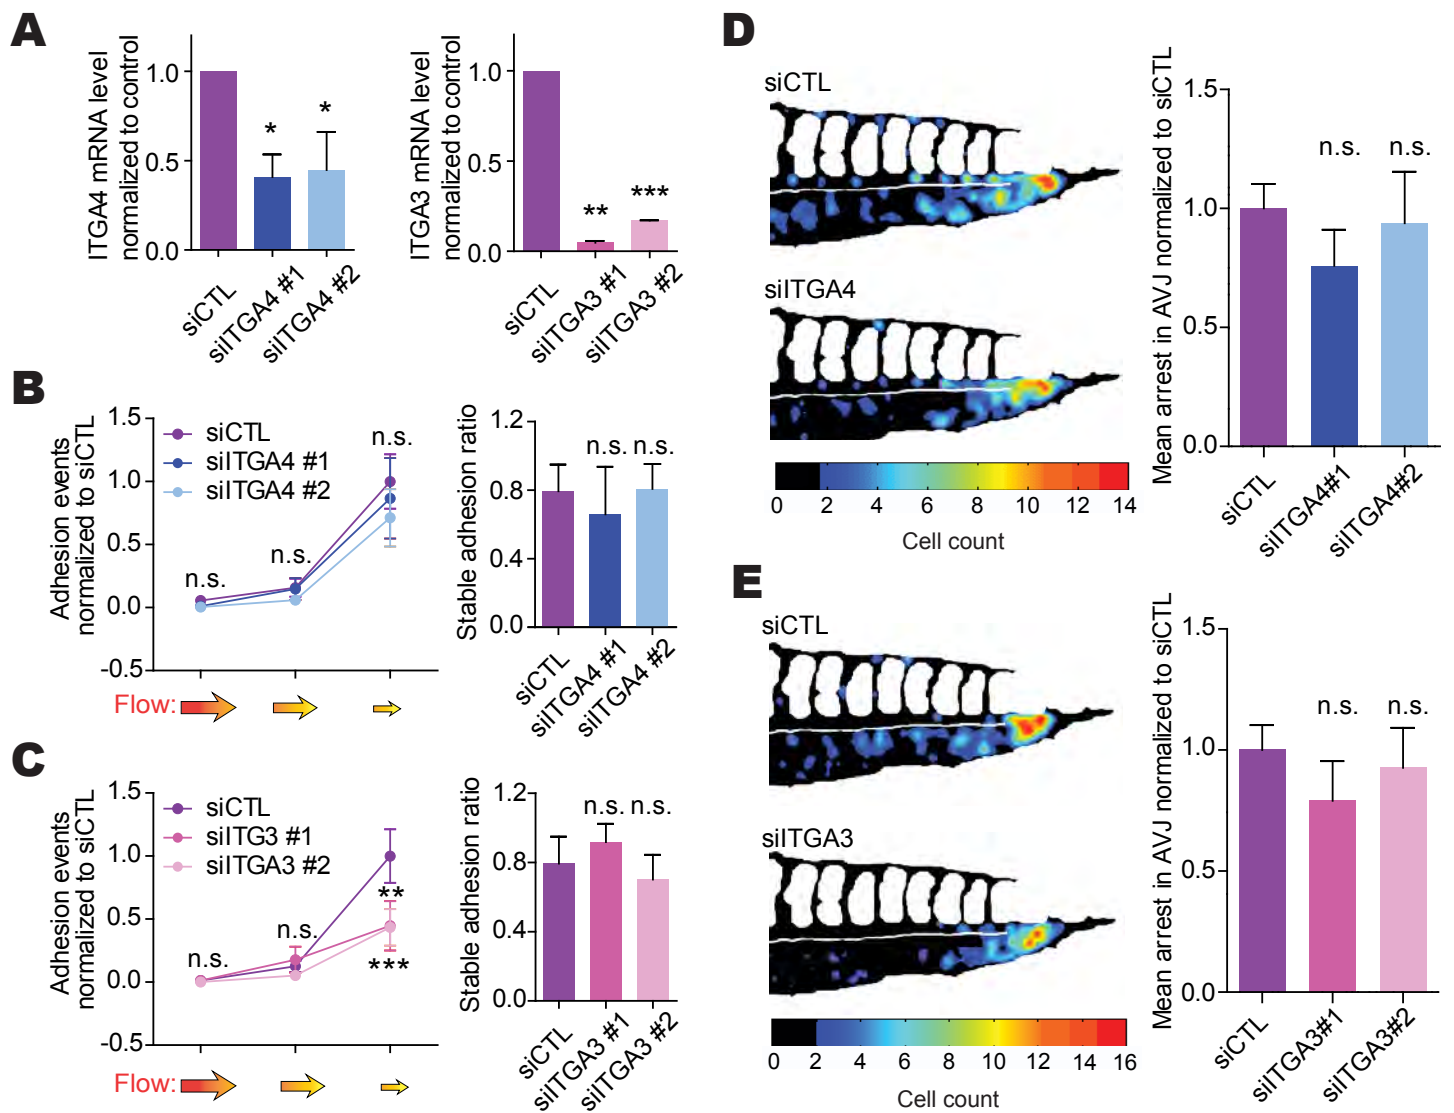 A
ITGA4 mRNA level
normalized to control
1.0
0.5
0.0
*
*
siCTL
siITGA4 #1
siITGA4 #2
ITGA3 mRNA level
normalized to control
1.0
0.5
0.0
**
***
siCTL
siITGA3 #1
siITGA3 #2
B
Adhesion events
normalized to siCTL
1.5
1.0
0.5
0.0
-0.5
siCTL
siITGA4 #1
siITGA4 #2
n.s.
n.s.
n.s.
Flow:
Stable adhesion ratio
1.2
0.8
0.4
0.0
n.s.
n.s.
siCTL
siITGA4 #1
siITGA4 #2
C
Adhesion events
normalized to siCTL
1.5
1.0
0.5
0.0
-0.5
siCTL
siITG3 #1
siITGA3 #2
n.s.
n.s.
**
***
Flow:
Stable adhesion ratio
1.2
0.8
0.4
0.0
n.s.
n.s.
siCTL
siITGA3 #1
siITGA3 #2
D
siCTL
siITGA4
0 2 4 6 8 10 12 14
Cell count
Mean arrest in AVJ normalized to siCTL
1.5
1.0
0.5
0.0
n.s.
n.s.
siCTL
siITGA4#1
siITGA4#2
E
siCTL
siITGA3
0 2 4 6 8 10 12 14 16
Cell count
Mean arrest in AVJ normalized to siCTL
1.5
1.0
0.5
0.0
n.s.
n.s.
siCTL
siITGA3#1
siITGA3#2